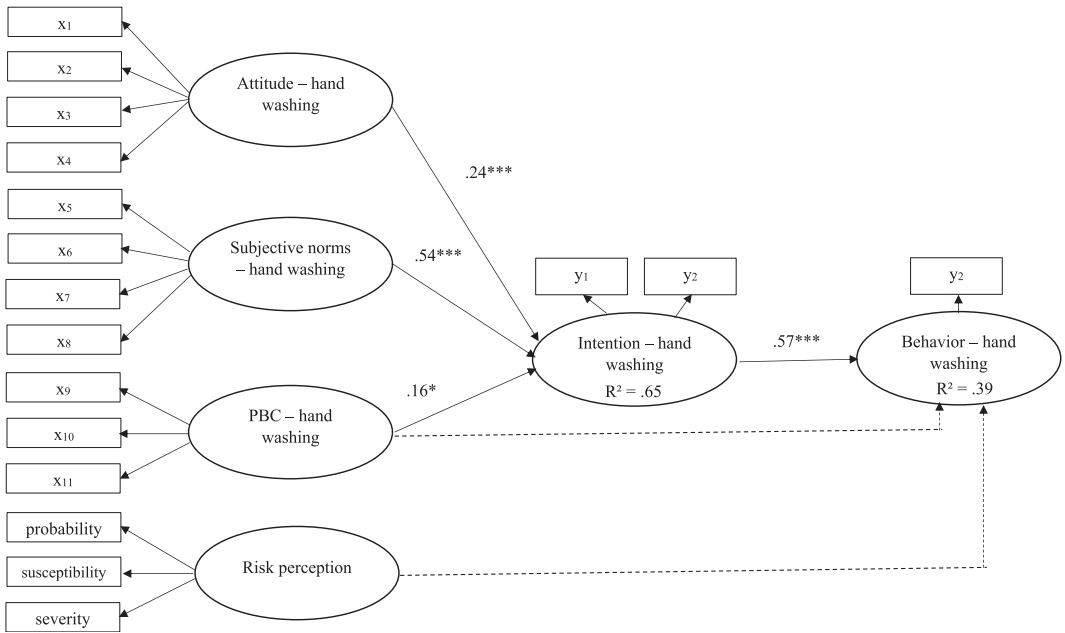 x1
x2
x3
x4
Attitude – hand
washing
x5
x6
x7
x8
Subjective norms
– hand washing
x9
x10
x11
PBC – hand
washing
probability
susceptibility
severity
Risk perception
.24***
.54***
.16*
y1
y2
Intention – hand
washing
R² = .65
.57***
y2
Behavior – hand
washing
R² = .39